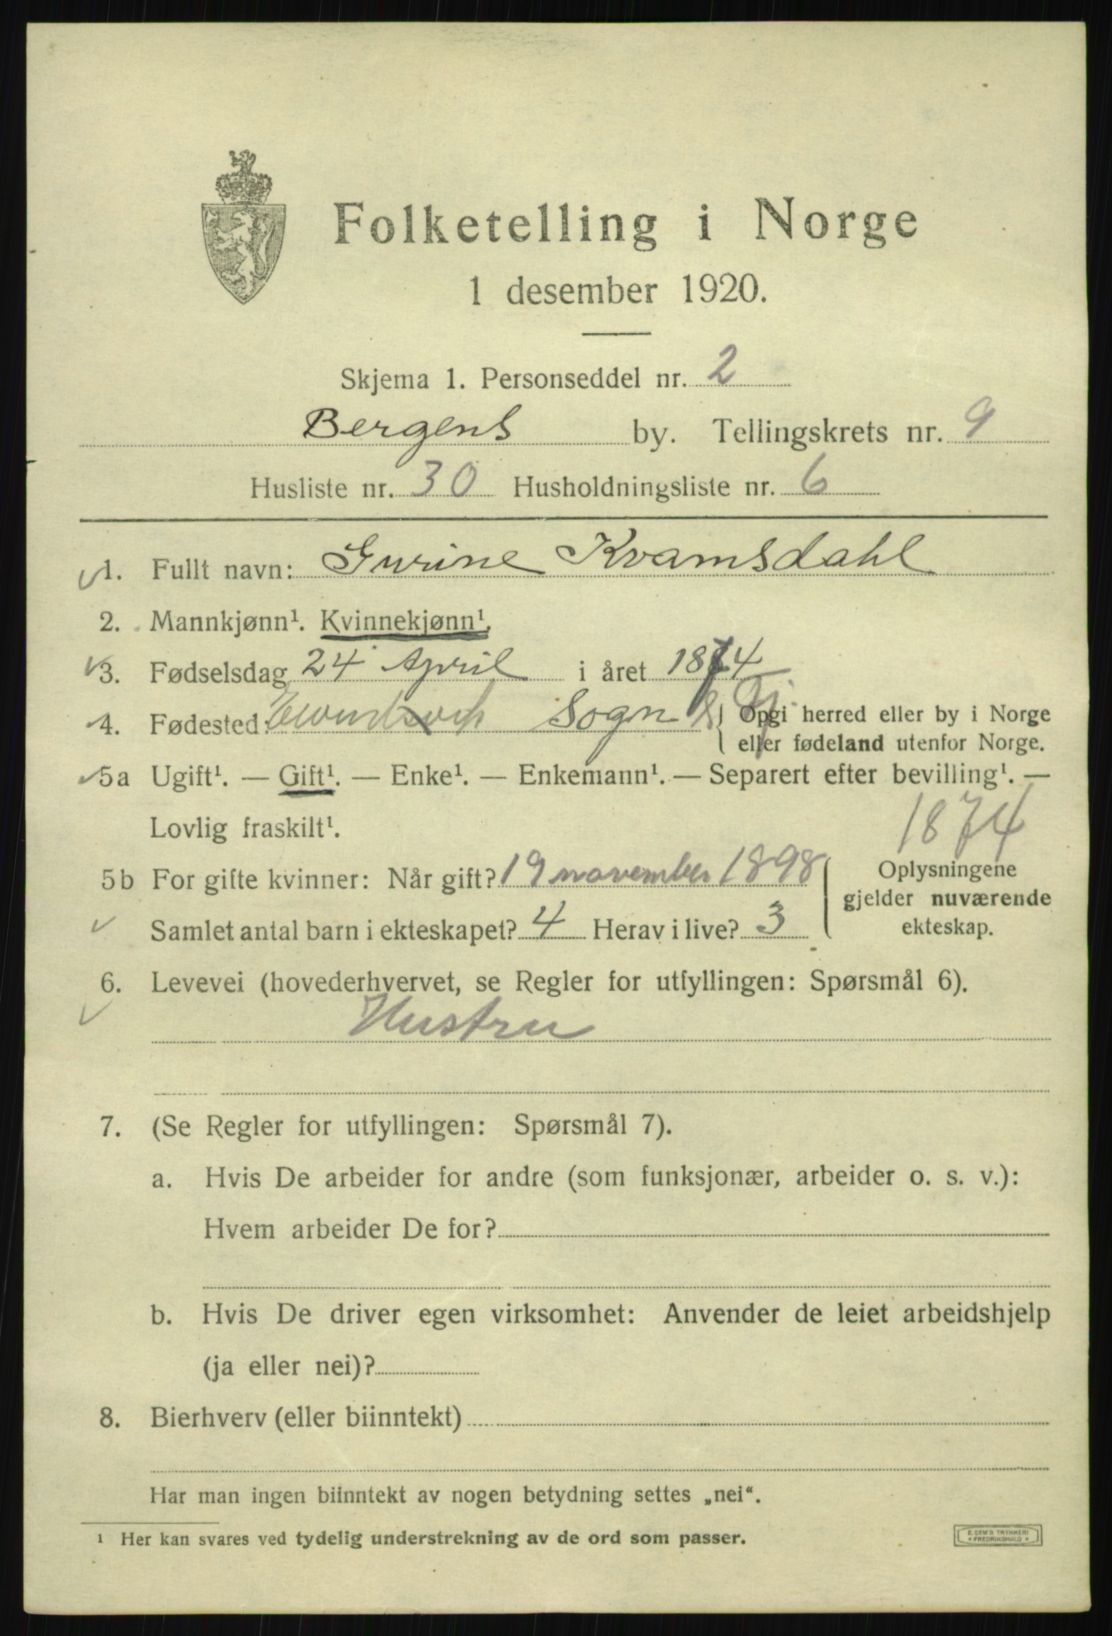 Folketelling i Norge
1 desember 1920.
Skjema 1. Personseddel nr. 2
Bergens by. Tellingskrets nr. 9
Husliste nr. 30 Husholdningsliste nr. 6
1. Fullt navn: Gurine Kvamsdahl
2. Mannkjønn¹. Kvinnekjønn¹.
3. Fødselsdag 24 April i året 1874
4. Fødested: Sogn & Fj Opgi herred eller by i Norge
eller fødeland utenfor Norge.
5a Ugift¹. — Gift¹. — Enke¹. — Enkemann¹. — Separert efter bevilling¹. —
Lovlig fraskilt¹. 1874
5b For gifte kvinner: Når gift? 19 november 1898 Oplysningene
gjelder nuværende
Samlet antal barn i ekteskapet? 4 Herav i live? 3 ekteskap.
6. Levevei (hovederhvervet, se Regler for utfyllingen: Spørsmål 6).
Hustru
7. (Se Regler for utfyllingen: Spørsmål 7).
a. Hvis De arbeider for andre (som funksjonær, arbeider o. s. v.):
Hvem arbeider De for?
b. Hvis De driver egen virksomhet: Anvender de leiet arbeidshjelp
(ja eller nei)?
8. Bierhverv (eller biinntekt)
Har man ingen biinntekt av nogen betydning settes „nei“.
¹ Her kan svares ved tydelig understrekning av de ord som passer.